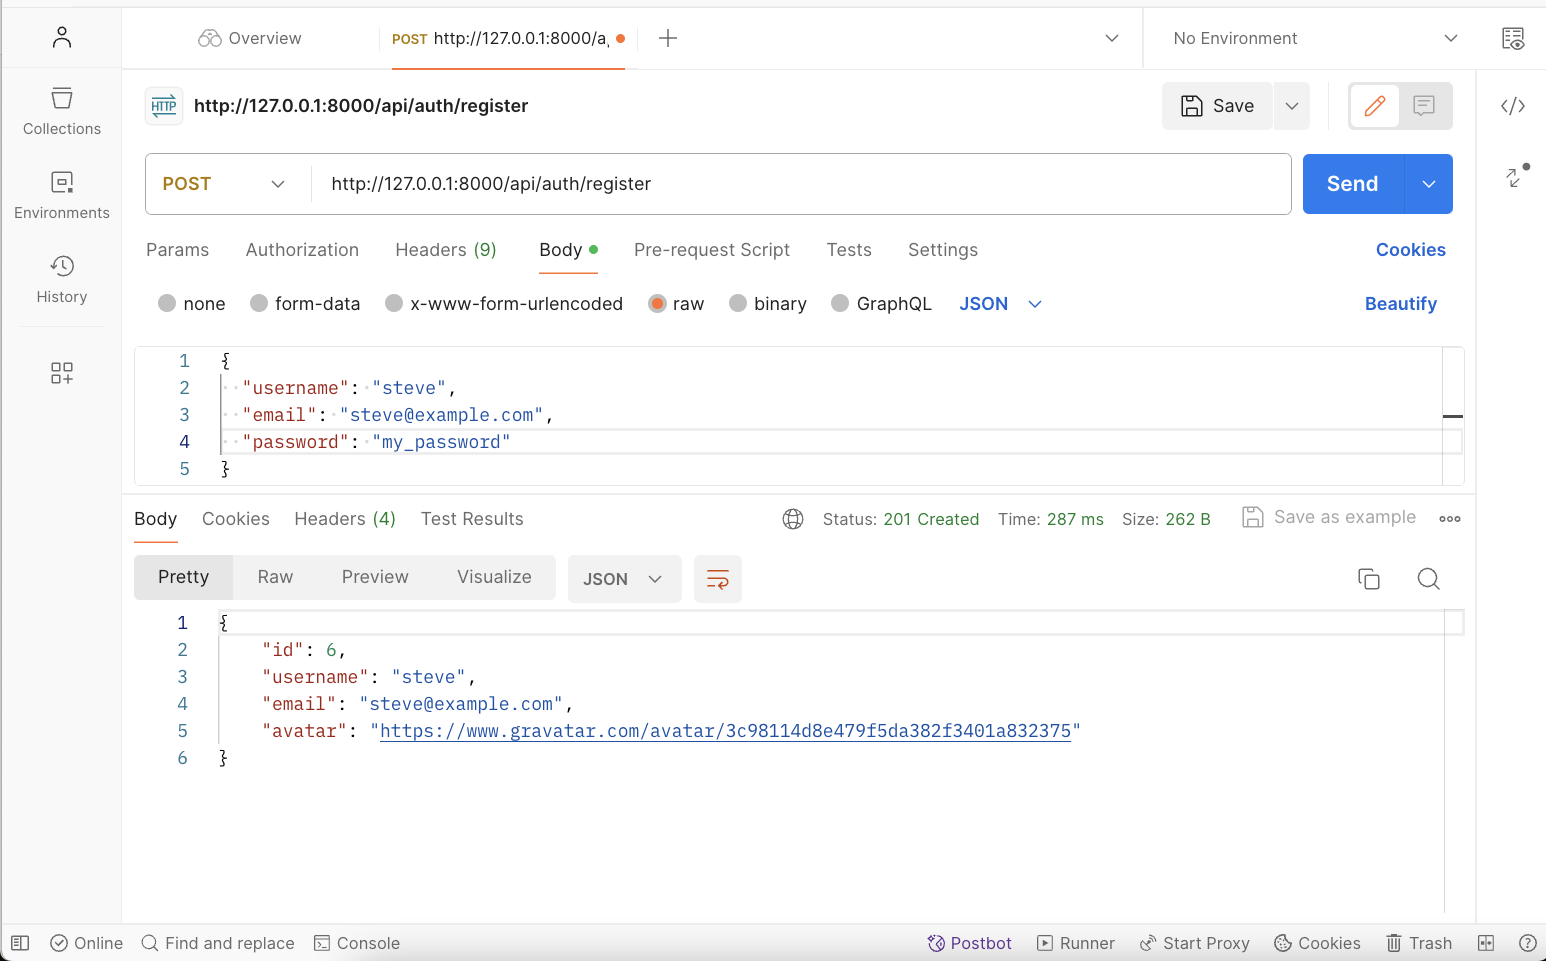 Overview
POST http://127.0.0.1:8000/a
No Environment
Collections
Environments
History
HTTP http://127.0.0.1:8000/api/auth/register
Save
POST http://127.0.0.1:8000/api/auth/register
Send
Params Authorization Headers (9) Body Pre-request Script Tests Settings Cookies
none form-data x-www-form-urlencoded raw binary GraphQL JSON Beautify
1 {
2 "username": "steve",
3 "email": "steve@example.com",
4 "password": "my_password"
5 }
Body Cookies Headers (4) Test Results Status: 201 Created Time: 287 ms Size: 262 B Save as example
Pretty Raw Preview Visualize JSON
1 {
2 "id": 6,
3 "username": "steve",
4 "email": "steve@example.com",
5 "avatar": "https://www.gravatar.com/avatar/3c98114d8e479f5da382f3401a832375"
6 }
Online Find and replace Console Postbot Runner Start Proxy Cookies Trash